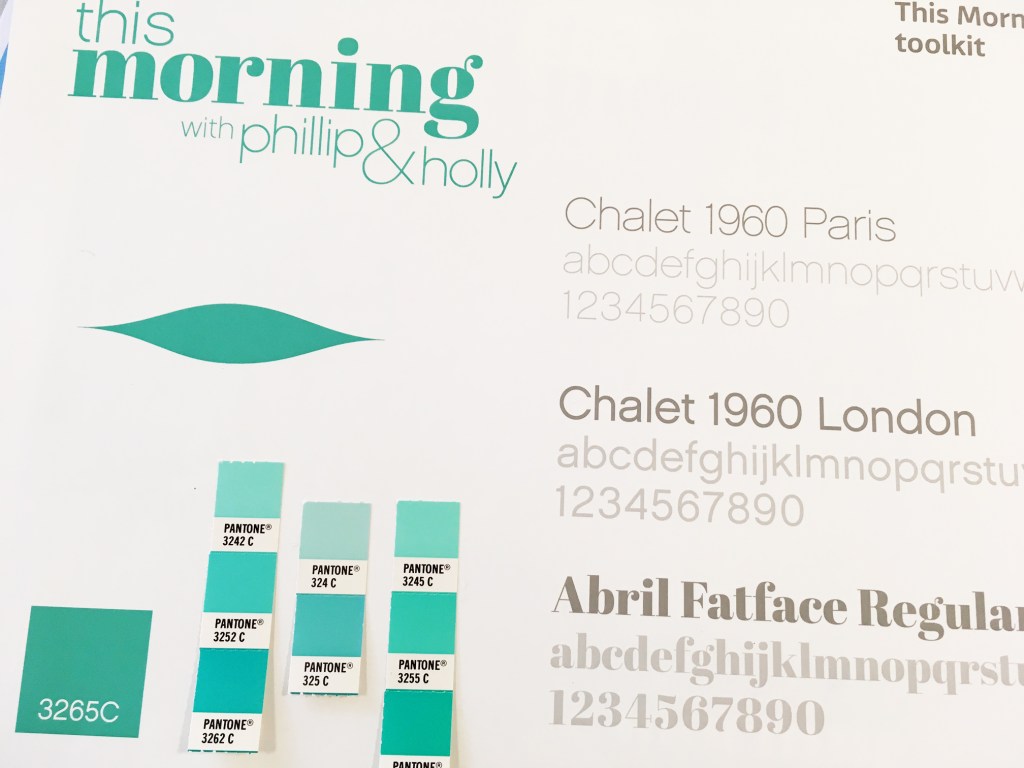 this
morning
with phillip & holly
This Morn
toolkit
Chalet 1960 Paris
abcdefghijklmnopqrstuvw
1234567890
Chalet 1960 London
abcdefghijklmnopqrstu
1234567890
Abril Fatface Regular
abcdefghijklmnopqrstu
1234567890
PANTONE®
3242 C
PANTONE®
3252 C
PANTONE®
3262 C
PANTONE®
324 C
PANTONE®
325 C
PANTONE®
3245 C
PANTONE®
3255 C
PANTONE®
3265C